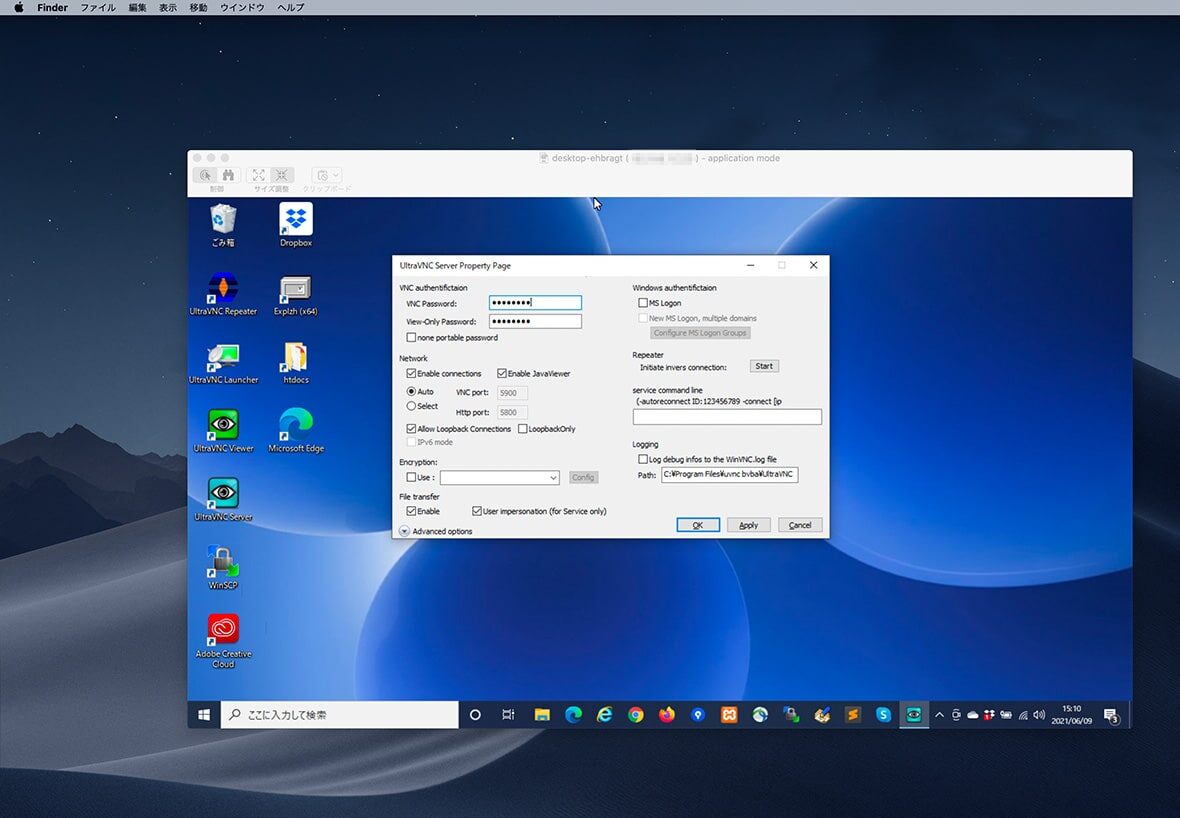 Finder ファイル 編集 表示 移動 ウインドウ ヘルプ
desktop-ehbragt ( ) - application mode
制御 サイズ調整 クリップボード
ごみ箱
Dropbox
UltraVNC Repeater
Explzh (x64)
UltraVNC Launcher
htdocs
UltraVNC Viewer
Microsoft Edge
UltraVNC Server
WinSCP
Adobe Creative
Cloud
UltraVNC Server Property Page
VNC authentifictaion
VNC Password:
View-Only Password:
none portable password
Network
Enable connections Enable JavaViewer
Auto VNC port: 5900
Select Http port: 5800
Allow Loopback Connections LoopbackOnly
IPv6 mode
Encryption:
Use : Config
File transfer
Enable User impersonation (for Service only)
Advanced options
Windows authentifictaion
MS Logon
New MS Logon, multiple domains
Configure MS Logon Groups
Repeater
Initiate invers connection: Start
service command line
(-autoreconnect ID:123456789 -connect [ip
Logging
Log debug infos to the WinVNC.log file
Path: C:¥Program Files¥uvnc bvba¥UltraVNC
OK Apply Cancel
ここに入力して検索
15:10
2021/06/09
3